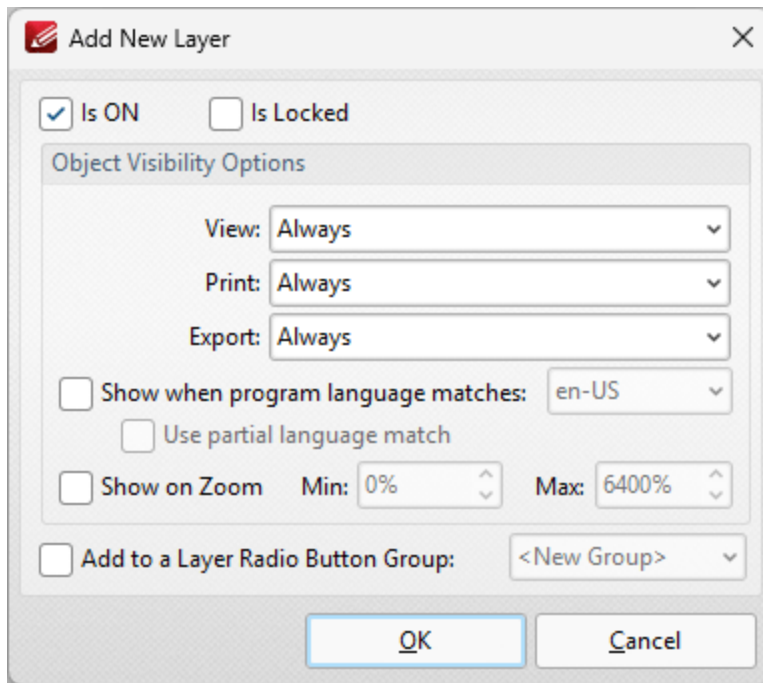 Add New Layer
Is ON Is Locked
Object Visibility Options
View: Always
Print: Always
Export: Always
Show when program language matches: en-US
Use partial language match
Show on Zoom Min: 0% Max: 6400%
Add to a Layer Radio Button Group: <New Group>
OK Cancel